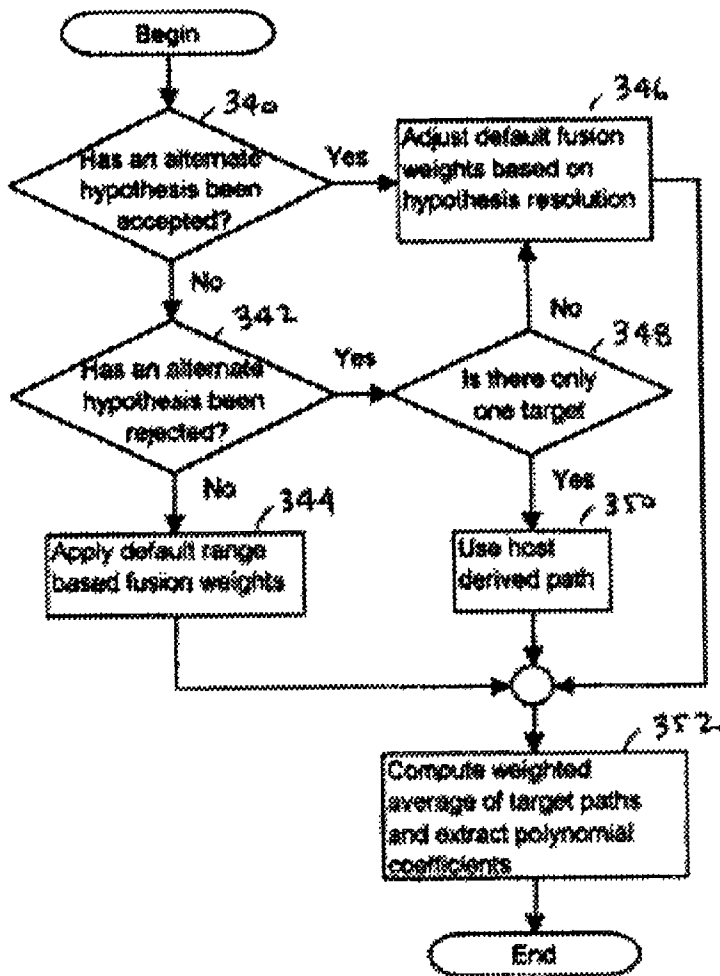 Begin
340
Has an alternate
hypothesis been
accepted?
Yes
346
Adjust default fusion
weights based on
hypothesis resolution
No
342
Has an alternate
hypothesis been
rejected?
Yes
No
348
Is there only
one target
No
344
Apply default range
based fusion weights
Yes
350
Use host
derived path
352
Compute weighted
average of target paths
and extract polynomial
coefficients
End